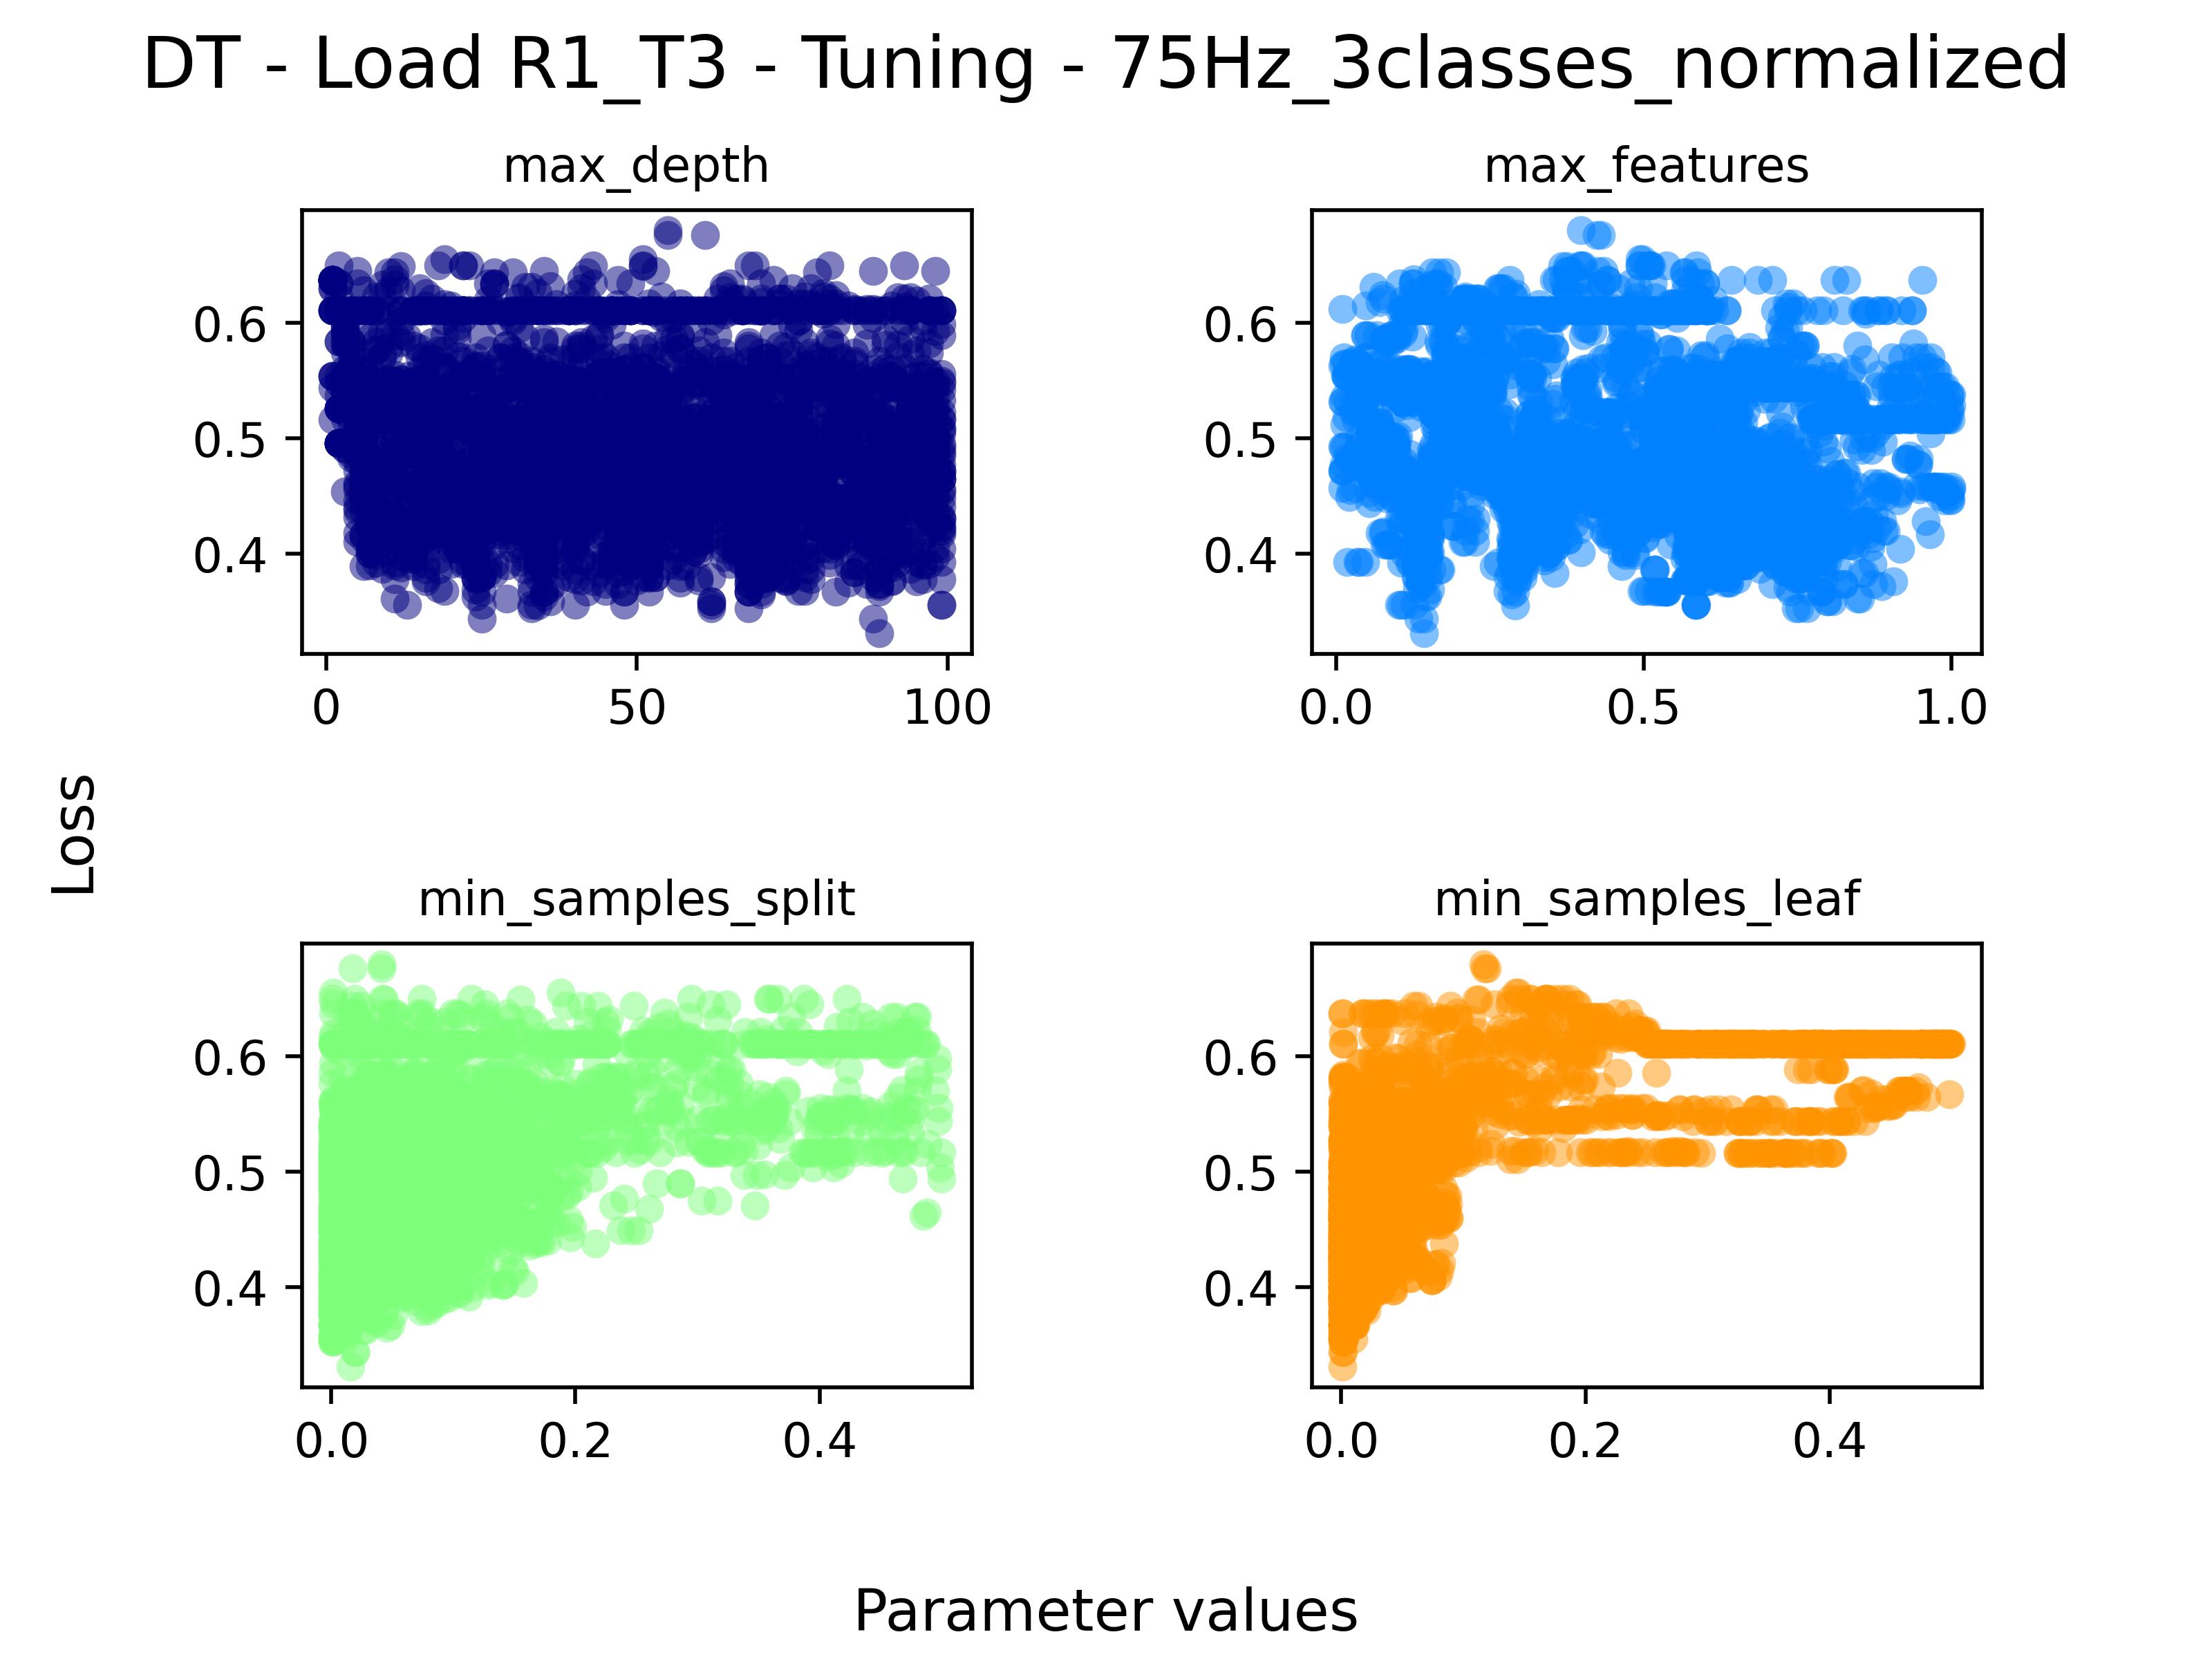 DT - Load R1_T3 - Tuning - 75Hz_3classes_normalized
max_depth
max_features
0.6
0.5
0.4
0 50 100
0.6
0.5
0.4
0.0 0.5 1.0
Loss
min_samples_split
min_samples_leaf
0.6
0.5
0.4
0.0 0.2 0.4
0.6
0.5
0.4
0.0 0.2 0.4
Parameter values